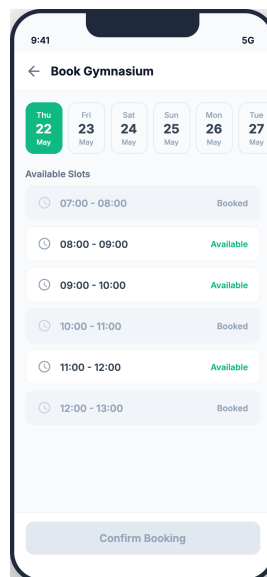 9:41 5G
Book Gymnasium
Thu Fri Sat Sun Mon Tue
22 23 24 25 26 27
May May May May May May
Available Slots
07:00 - 08:00 Booked
08:00 - 09:00 Available
09:00 - 10:00 Available
10:00 - 11:00 Booked
11:00 - 12:00 Available
12:00 - 13:00 Booked
Confirm Booking